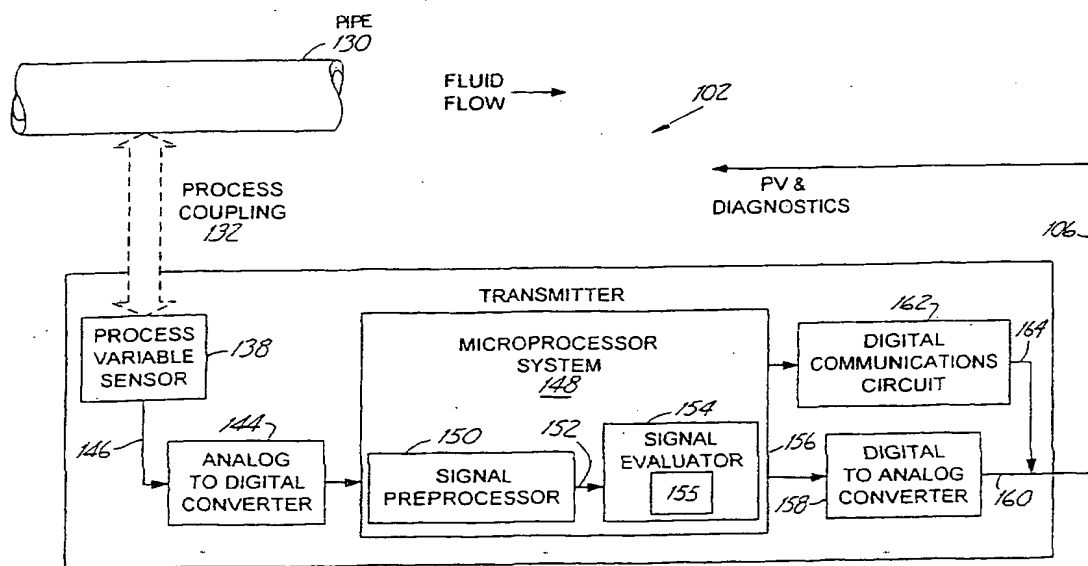 PIPE
130
FLUID
FLOW
102
PROCESS
COUPLING
132
PV &
DIAGNOSTICS
106
TRANSMITTER
PROCESS
VARIABLE
SENSOR
138
146
144
ANALOG
TO DIGITAL
CONVERTER
MICROPROCESSOR
SYSTEM
148
150
SIGNAL
PREPROCESSOR
152
154
SIGNAL
EVALUATOR
155
156
162
DIGITAL
COMMUNICATIONS
CIRCUIT
164
DIGITAL
TO ANALOG
CONVERTER
158
160